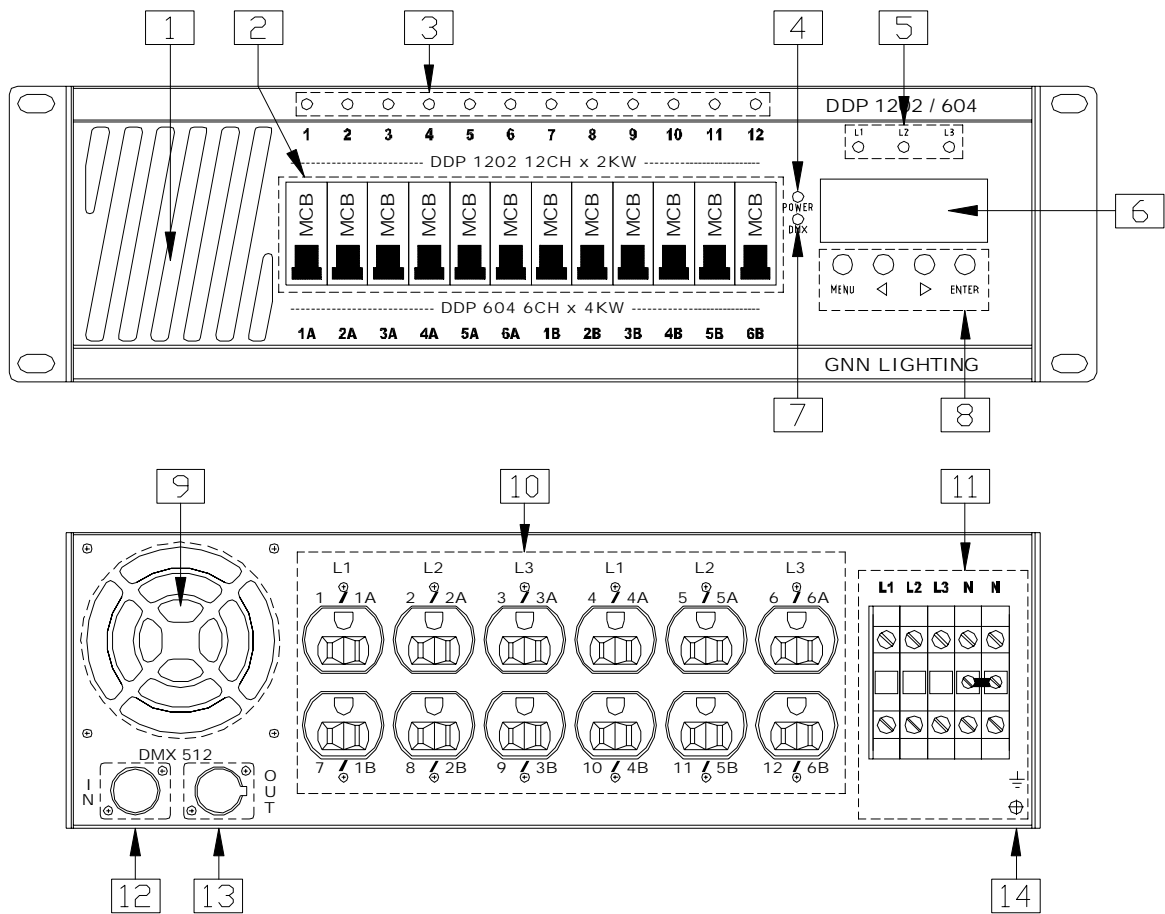 1 2 3 4 5
DDP 1202 / 604
1 2 3 4 5 6 7 8 9 10 11 12
L1 L2 L3
DDP 1202 12CH x 2KW
MCB MCB MCB MCB MCB MCB MCB MCB MCB MCB MCB MCB
POWER
6
DMX
MENU ENTER
DDP 604 6CH x 4KW
1A 2A 3A 4A 5A 6A 1B 2B 3B 4B 5B 6B
GNN LIGHTING
7 8
9 10 11
L1 L2 L3 L1 L2 L3
L1 L2 L3 N N
1 1A 2 2A 3 3A 4 4A 5 5A 6 6A
DMX 512
7 1B 8 2B 9 3B 10 4B 11 5B 12 6B
IN OUT
12 13 14